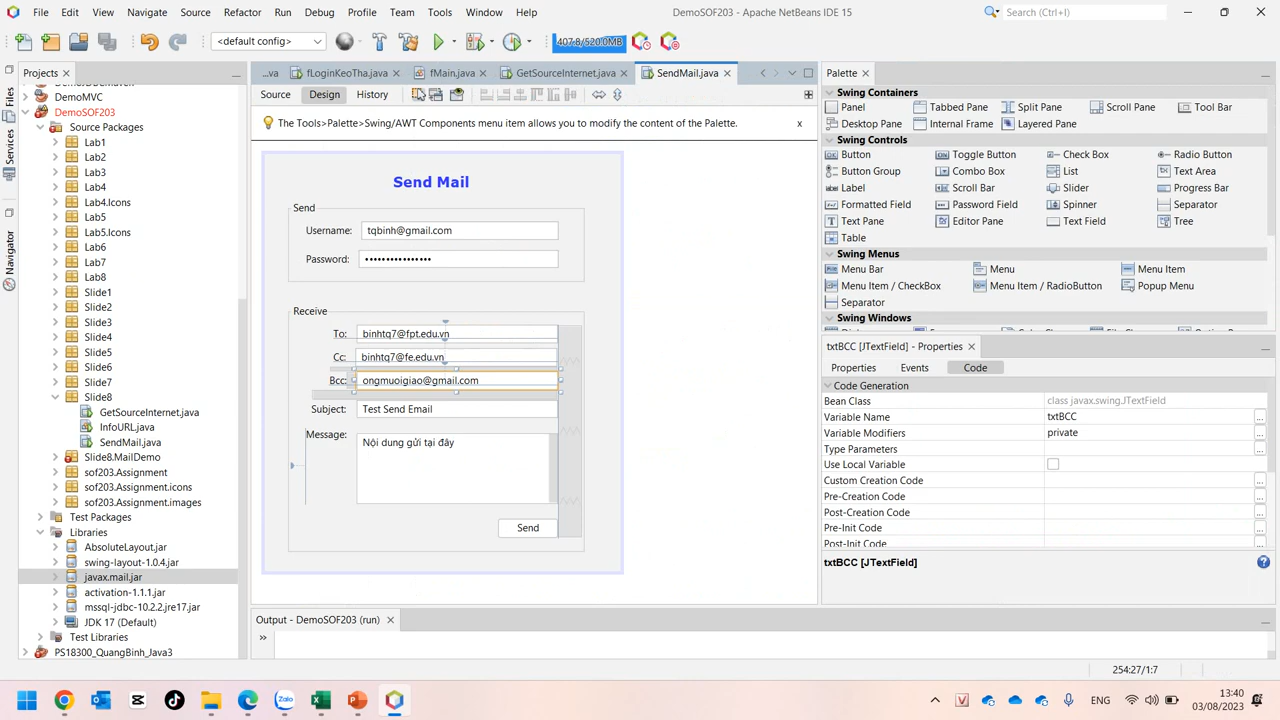 File Edit View Navigate Source Refactor Run Debug Profile Team Tools Window Help DemoSOF203 - Apache NetBeans IDE 15 Search (Ctrl+I)
<default config> 407.8/520.0MB
Projects ...va fLoginKeoTha.java fMain.java GetSourceInternet.java SendMail.java Palette
Source Design History
The Tools>Palette>Swing/AWT Components menu item allows you to modify the content of the Palette. x
Files
Services
Navigator
DemoMVC
DemoSOF203
Source Packages
Lab1
Lab2
Lab3
Lab4
Lab4.Icons
Lab5
Lab5.Icons
Lab6
Lab7
Lab8
Slide1
Slide2
Slide3
Slide4
Slide5
Slide6
Slide7
Slide8
GetSourceInternet.java
InfoURL.java
SendMail.java
Slide8.MailDemo
sof203.Assignment
sof203.Assignment.icons
sof203.Assignment.images
Test Packages
Libraries
AbsoluteLayout.jar
swing-layout-1.0.4.jar
javax.mail.jar
activation-1.1.1.jar
mssql-jdbc-10.2.2.jre17.jar
JDK 17 (Default)
Test Libraries
PS18300_QuangBinh_Java3
Send Mail
Send
Username: tqbinh@gmail.com
Password: ••••••••••••••••
Receive
To: binhtq7@fpt.edu.vn
Cc: binhtq7@fe.edu.vn
Bcc: ongmuoigiao@gmail.com
Subject: Test Send Email
Message: Nội dung gửi tại đây
Send
Output - DemoSOF203 (run)
Swing Containers
Panel Tabbed Pane Split Pane Scroll Pane Tool Bar
Desktop Pane Internal Frame Layered Pane
Swing Controls
Button Toggle Button Check Box Radio Button
Button Group Combo Box List Text Area
Label Scroll Bar Slider Progress Bar
Formatted Field Password Field Spinner Separator
Text Pane Editor Pane Text Field Tree
Table
Swing Menus
Menu Bar Menu Menu Item
Menu Item / CheckBox Menu Item / RadioButton Popup Menu
Separator
Swing Windows
txtBCC [JTextField] - Properties
Properties Events Code
Code Generation
Bean Class class javax.swing.JTextField
Variable Name txtBCC ...
Variable Modifiers private ...
Type Parameters ...
Use Local Variable
Custom Creation Code ...
Pre-Creation Code ...
Post-Creation Code ...
Pre-Init Code ...
Post-Init Code ...
txtBCC [JTextField]
254:27/1:7
Zalo
ENG 13:40
03/08/2023